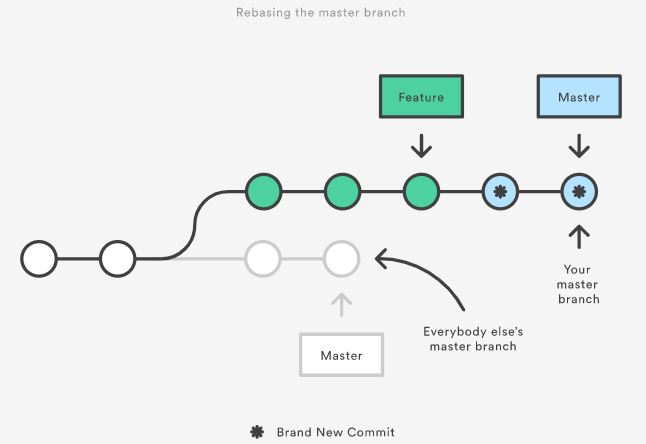 Rebasing the master branch
Feature
Master
Your
master
branch
Everybody else's
master branch
Master
Brand New Commit